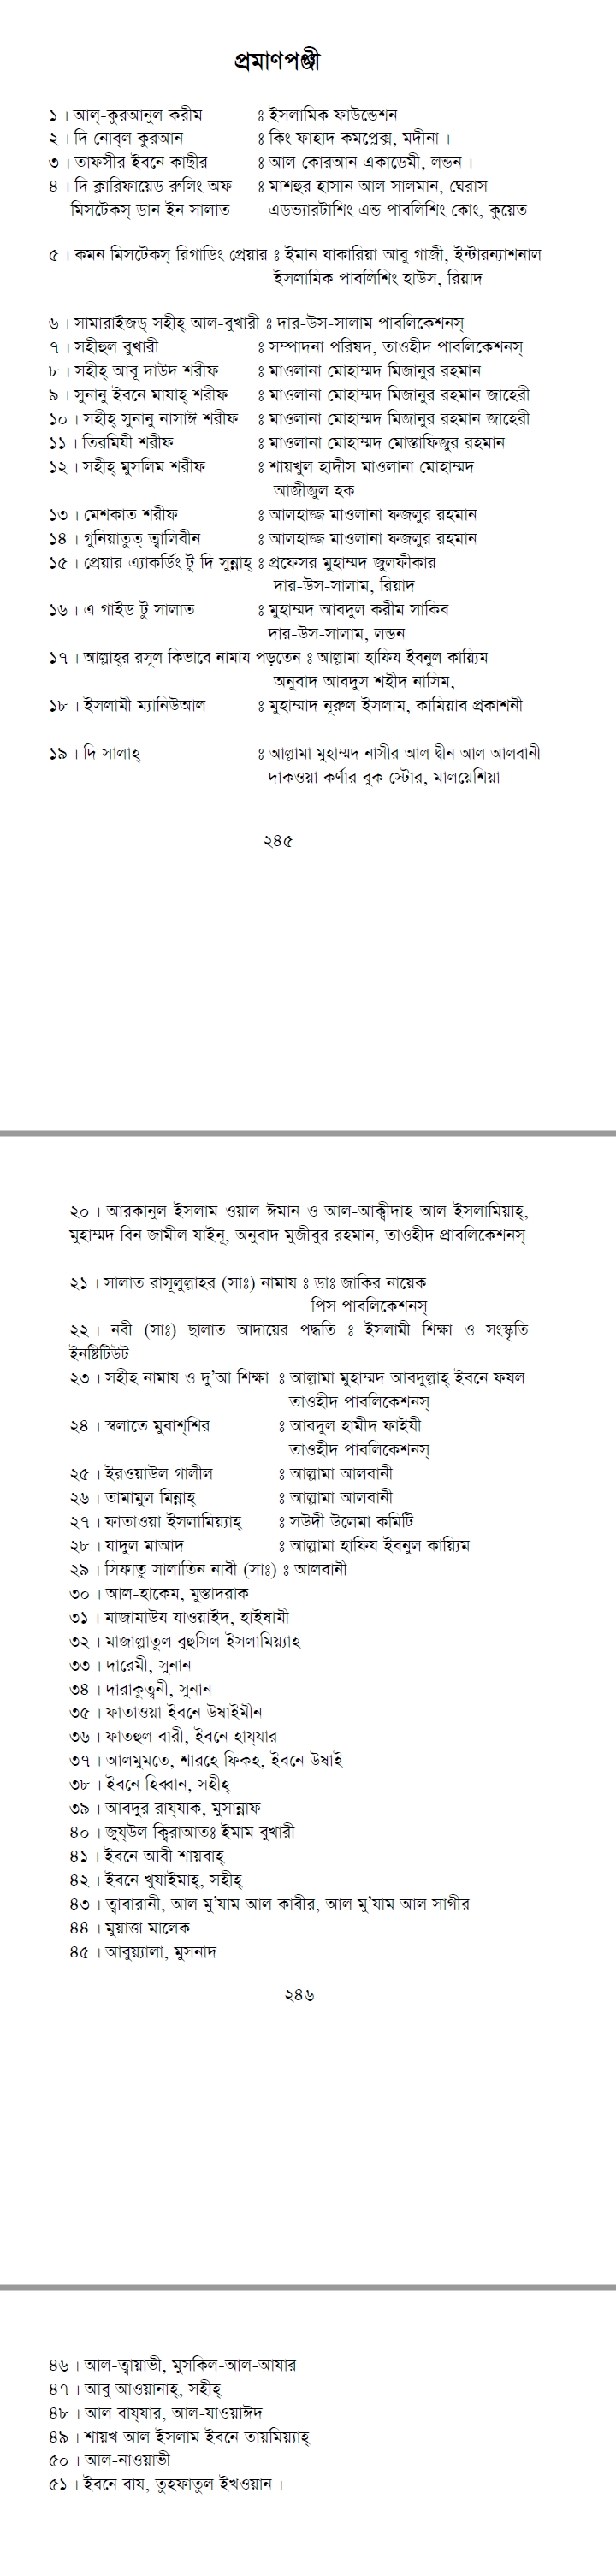 প্রমাণপঞ্জী
১। আল্-কুরআনুল করীম ঃ ইসলামিক ফাউন্ডেশন
২। দি নোব্‌ল কুরআন ঃ কিং ফাহাদ কমপ্লেক্স, মদীনা।
৩। তাফসীর ইবনে কাছীর ঃ আল কোরআন একাডেমী, লন্ডন।
৪। দি ক্লারিফায়েড রুলিং অফ ঃ মাশহুর হাসান আল সালমান, ঘেরাস
মিসটেকস্ ডান ইন সালাত এডভ্যারটাশিং এন্ড পাবলিশিং কোং, কুয়েত
৫। কমন মিসটেকস্ রিগাডিং প্রেয়ার ঃ ইমান যাকারিয়া আবু গাজী, ইন্টারন্যাশনাল
ইসলামিক পাবলিশিং হাউস, রিয়াদ
৬। সামারাইজড্ সহীহ্ আল-বুখারী ঃ দার-উস-সালাম পাবলিকেশনস্
৭। সহীহুল বুখারী ঃ সম্পাদনা পরিষদ, তাওহীদ পাবলিকেশনস্
৮। সহীহ্ আবূ দাউদ শরীফ ঃ মাওলানা মোহাম্মদ মিজানুর রহমান
৯। সুনানু ইবনে মাযাহ্ শরীফ ঃ মাওলানা মোহাম্মদ মিজানুর রহমান জাহেরী
১০। সহীহ্ সুনানু নাসাঈ শরীফ ঃ মাওলানা মোহাম্মদ মিজানুর রহমান জাহেরী
১১। তিরমিযী শরীফ ঃ মাওলানা মোহাম্মদ মোস্তাফিজুর রহমান
১২। সহীহ্ মুসলিম শরীফ ঃ শায়খুল হাদীস মাওলানা মোহাম্মদ
আজীজুল হক
১৩। মেশকাত শরীফ ঃ আলহাজ্জ মাওলানা ফজলুর রহমান
১৪। গুনিয়াতুত্ ত্বালিবীন ঃ আলহাজ্জ মাওলানা ফজলুর রহমান
১৫। প্রেয়ার এ্যাকর্ডিং টু দি সুন্নাহ্ ঃ প্রফেসর মুহাম্মদ জুলফীকার
দার-উস-সালাম, রিয়াদ
১৬। এ গাইড টু সালাত ঃ মুহাম্মদ আবদুল করীম সাকিব
দার-উস-সালাম, লন্ডন
১৭। আল্লাহ্‌র রসূল কিভাবে নামায পড়তেন ঃ আল্লামা হাফিয ইবনুল কায়্যিম
অনুবাদ আবদুস শহীদ নাসিম,
১৮। ইসলামী ম্যানিউআল ঃ মুহাম্মাদ নূরুল ইসলাম, কামিয়াব প্রকাশনী
১৯। দি সালাহ্ ঃ আল্লামা মুহাম্মদ নাসীর আল দ্বীন আল আলবানী
দাকওয়া কর্ণার বুক স্টোর, মালয়েশিয়া
২৪৫
২০। আরকানুল ইসলাম ওয়াল ঈমান ও আল-আক্বীদাহ আল ইসলামিয়াহ্,
মুহাম্মদ বিন জামীল যাইনূ, অনুবাদ মুজীবুর রহমান, তাওহীদ প্রাবলিকেশনস্
২১। সালাত রাসূলুল্লাহর (সাঃ) নামায ঃ ডাঃ জাকির নায়েক
পিস পাবলিকেশনস্
২২। নবী (সাঃ) ছালাত আদায়ের পদ্ধতি ঃ ইসলামী শিক্ষা ও সংস্কৃতি
ইনষ্টিটিউট
২৩। সহীহ নামায ও দু’আ শিক্ষা ঃ আল্লামা মুহাম্মদ আবদুল্লাহ্ ইবনে ফযল
তাওহীদ পাবলিকেশনস্
২৪। স্বলাতে মুবাশ্‌শির ঃ আবদুল হামীদ ফাইযী
তাওহীদ পাবলিকেশনস্
২৫। ইরওয়াউল গালীল ঃ আল্লামা আলবানী
২৬। তামামুল মিন্নাহ্ ঃ আল্লামা আলবানী
২৭। ফাতাওয়া ইসলামিয়্যাহ্ ঃ সউদী উলেমা কমিটি
২৮। যাদুল মাআদ ঃ আল্লামা হাফিয ইবনুল কায়্যিম
২৯। সিফাতু সালাতিন নাবী (সাঃ) ঃ আলবানী
৩০। আল-হাকেম, মুস্তাদরাক
৩১। মাজামাউয যাওয়াইদ, হাইষামী
৩২। মাজাল্লাতুল বুহুসিল ইসলামিয়্যাহ
৩৩। দারেমী, সুনান
৩৪। দারাকুত্বনী, সুনান
৩৫। ফাতাওয়া ইবনে উষাইমীন
৩৬। ফাতহুল বারী, ইবনে হায্‌যার
৩৭। আলমুমতে, শারহে ফিকহ, ইবনে উষাই
৩৮। ইবনে হিব্বান, সহীহ্
৩৯। আবদুর রায্‌যাক, মুসান্নাফ
৪০। জুয্‌উল ক্বিরাআতঃ ইমাম বুখারী
৪১। ইবনে আবী শায়বাহ্
৪২। ইবনে খুযাইমাহ্, সহীহ্
৪৩। ত্বাবারানী, আল মু’যাম আল কাবীর, আল মু’যাম আল সাগীর
৪৪। মুয়াত্তা মালেক
৪৫। আবুয়্যালা, মুসনাদ
২৪৬
৪৬। আল-ত্বায়াভী, মুসকিল-আল-আযার
৪৭। আবু আওয়ানাহ্, সহীহ্
৪৮। আল বায্‌যার, আল-যাওয়াঈদ
৪৯। শায়খ আল ইসলাম ইবনে তায়মিয়্যাহ্
৫০। আল-নাওয়াভী
৫১। ইবনে বায, তুহফাতুল ইখওয়ান।